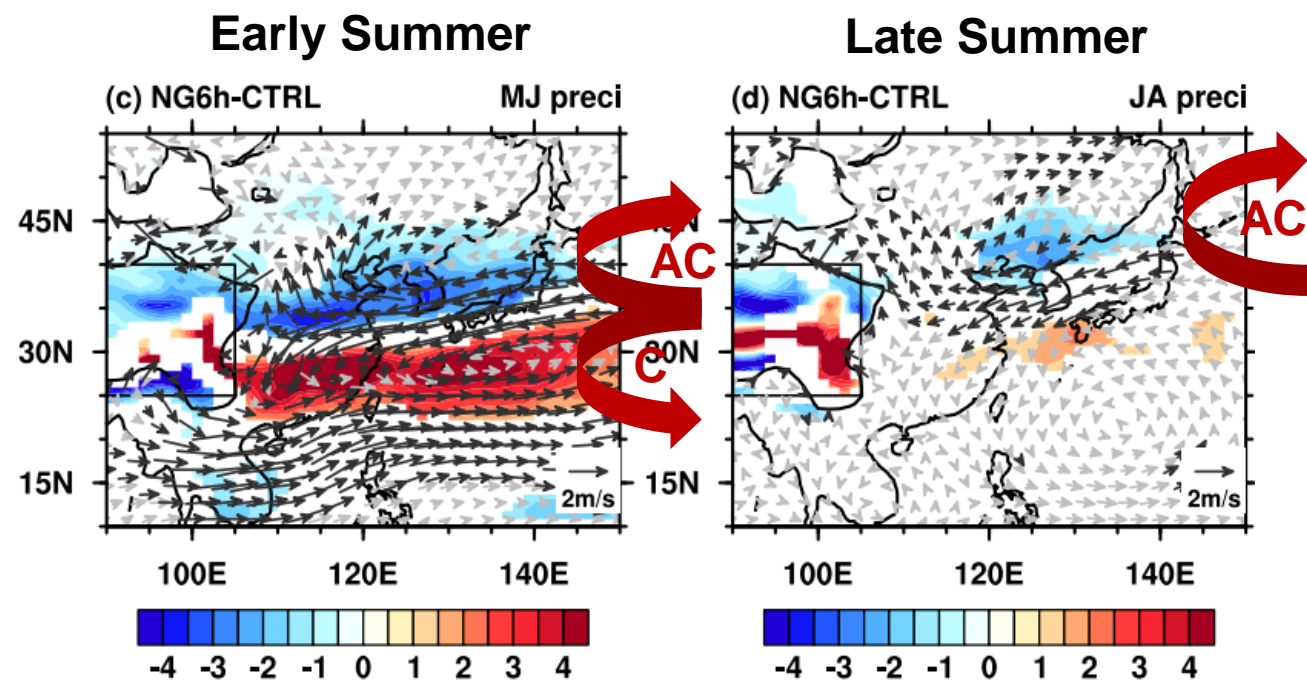 Early Summer
Late Summer
(c) NG6h-CTRL MJ preci
(d) NG6h-CTRL JA preci
45N
30N
15N
AC
C
2m/s
100E 120E 140E
15N
AC
2m/s
100E 120E 140E
-4 -3 -2 -1 0 1 2 3 4
-4 -3 -2 -1 0 1 2 3 4